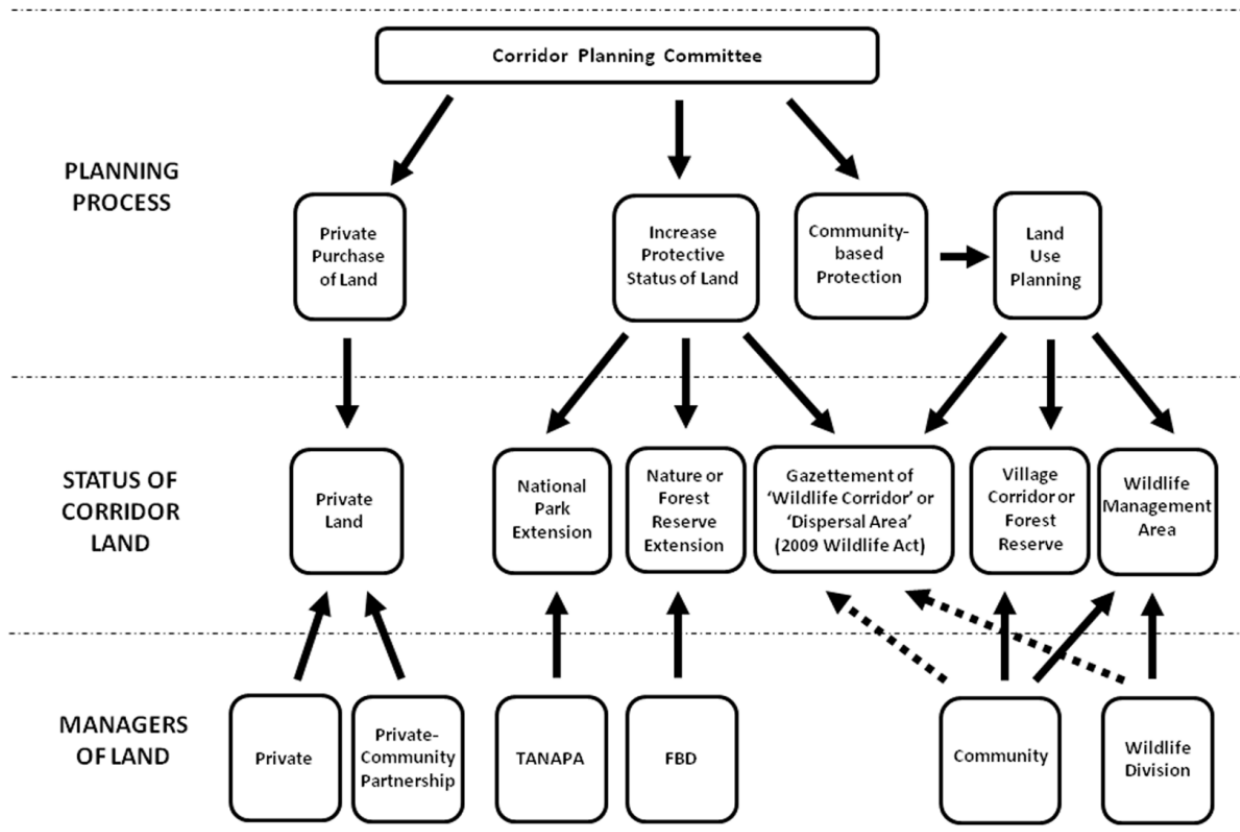 Corridor Planning Committee
PLANNING
PROCESS
Private
Purchase
of Land
Increase
Protective
Status of Land
Community-
based
Protection
Land
Use
Planning
STATUS OF
CORRIDOR
LAND
Private
Land
National
Park
Extension
Nature or
Forest
Reserve
Extension
Gazettement of
‘Wildlife Corridor’ or
‘Dispersal Area’
(2009 Wildlife Act)
Village
Corridor or
Forest
Reserve
Wildlife
Management
Area
MANAGERS
OF LAND
Private
Private-
Community
Partnership
TANAPA
FBD
Community
Wildlife
Division